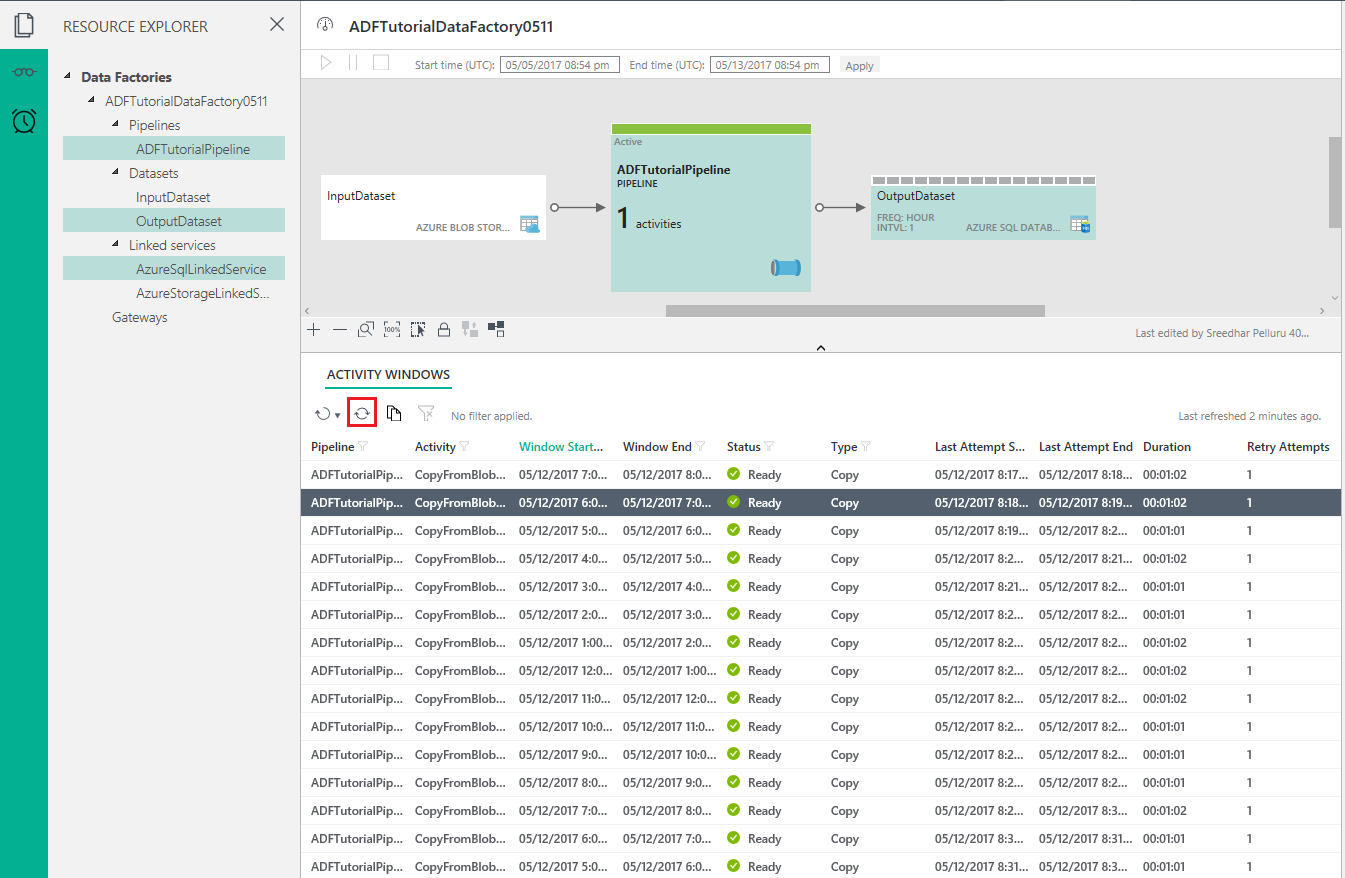 RESOURCE EXPLORER
Data Factories
ADFTutorialDataFactory0511
Pipelines
ADFTutorialPipeline
Datasets
InputDataset
OutputDataset
Linked services
AzureSqlLinkedService
AzureStorageLinkedS...
Gateways
ADFTutorialDataFactory0511
Start time (UTC): 05/05/2017 08:54 pm End time (UTC): 05/13/2017 08:54 pm Apply
InputDataset
AZURE BLOB STOR...
Active
ADFTutorialPipeline
PIPELINE
1 activities
OutputDataset
FREQ: HOUR
INTVL: 1 AZURE SQL DATAB...
100%
Last edited by Sreedhar Pelluru 40...
ACTIVITY WINDOWS
No filter applied. Last refreshed 2 minutes ago.
Pipeline Activity Window Start... Window End Status Type Last Attempt S... Last Attempt End Duration Retry Attempts
ADFTutorialPip... CopyFromBlob... 05/12/2017 7:0... 05/12/2017 8:0... Ready Copy 05/12/2017 8:17... 05/12/2017 8:18... 00:01:02 1
ADFTutorialPip... CopyFromBlob... 05/12/2017 6:0... 05/12/2017 7:0... Ready Copy 05/12/2017 8:18... 05/12/2017 8:19... 00:01:02 1
ADFTutorialPip... CopyFromBlob... 05/12/2017 5:0... 05/12/2017 6:0... Ready Copy 05/12/2017 8:19... 05/12/2017 8:2... 00:01:01 1
ADFTutorialPip... CopyFromBlob... 05/12/2017 4:0... 05/12/2017 5:0... Ready Copy 05/12/2017 8:2... 05/12/2017 8:21... 00:01:02 1
ADFTutorialPip... CopyFromBlob... 05/12/2017 3:0... 05/12/2017 4:0... Ready Copy 05/12/2017 8:21... 05/12/2017 8:2... 00:01:01 1
ADFTutorialPip... CopyFromBlob... 05/12/2017 2:0... 05/12/2017 3:0... Ready Copy 05/12/2017 8:2... 05/12/2017 8:2... 00:01:01 1
ADFTutorialPip... CopyFromBlob... 05/12/2017 1:00... 05/12/2017 2:0... Ready Copy 05/12/2017 8:2... 05/12/2017 8:2... 00:01:02 1
ADFTutorialPip... CopyFromBlob... 05/12/2017 12:0... 05/12/2017 1:00... Ready Copy 05/12/2017 8:2... 05/12/2017 8:2... 00:01:02 1
ADFTutorialPip... CopyFromBlob... 05/12/2017 11:0... 05/12/2017 12:0... Ready Copy 05/12/2017 8:2... 05/12/2017 8:2... 00:01:02 1
ADFTutorialPip... CopyFromBlob... 05/12/2017 10:0... 05/12/2017 11:0... Ready Copy 05/12/2017 8:2... 05/12/2017 8:2... 00:01:01 1
ADFTutorialPip... CopyFromBlob... 05/12/2017 9:0... 05/12/2017 10:0... Ready Copy 05/12/2017 8:2... 05/12/2017 8:2... 00:01:01 1
ADFTutorialPip... CopyFromBlob... 05/12/2017 8:0... 05/12/2017 9:0... Ready Copy 05/12/2017 8:2... 05/12/2017 8:2... 00:01:01 1
ADFTutorialPip... CopyFromBlob... 05/12/2017 7:0... 05/12/2017 8:0... Ready Copy 05/12/2017 8:2... 05/12/2017 8:3... 00:01:02 1
ADFTutorialPip... CopyFromBlob... 05/12/2017 6:0... 05/12/2017 7:0... Ready Copy 05/12/2017 8:3... 05/12/2017 8:31... 00:01:01 1
ADFTutorialPip... CopyFromBlob... 05/12/2017 5:0... 05/12/2017 6:0... Ready Copy 05/12/2017 8:31... 05/12/2017 8:3... 00:01:01 1